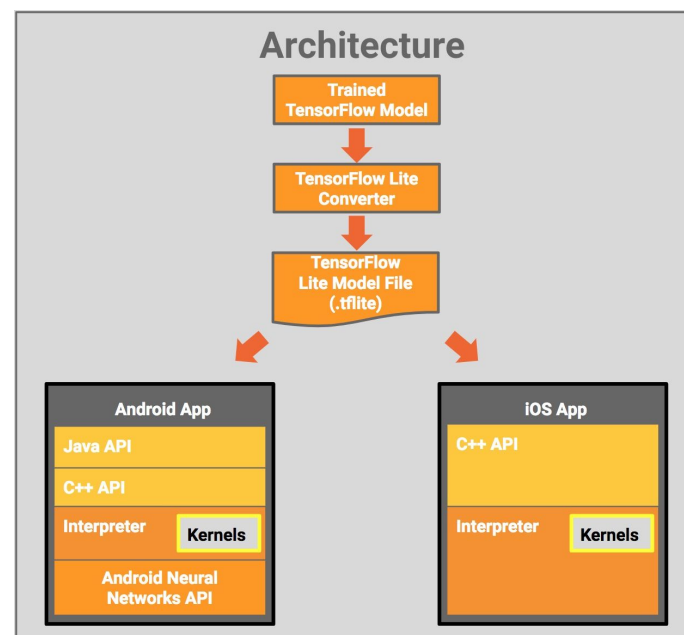 Architecture
Trained
TensorFlow Model
TensorFlow Lite
Converter
TensorFlow
Lite Model File
(.tflite)
Android App
Java API
C++ API
Interpreter
Kernels
Android Neural
Networks API
iOS App
C++ API
Interpreter
Kernels